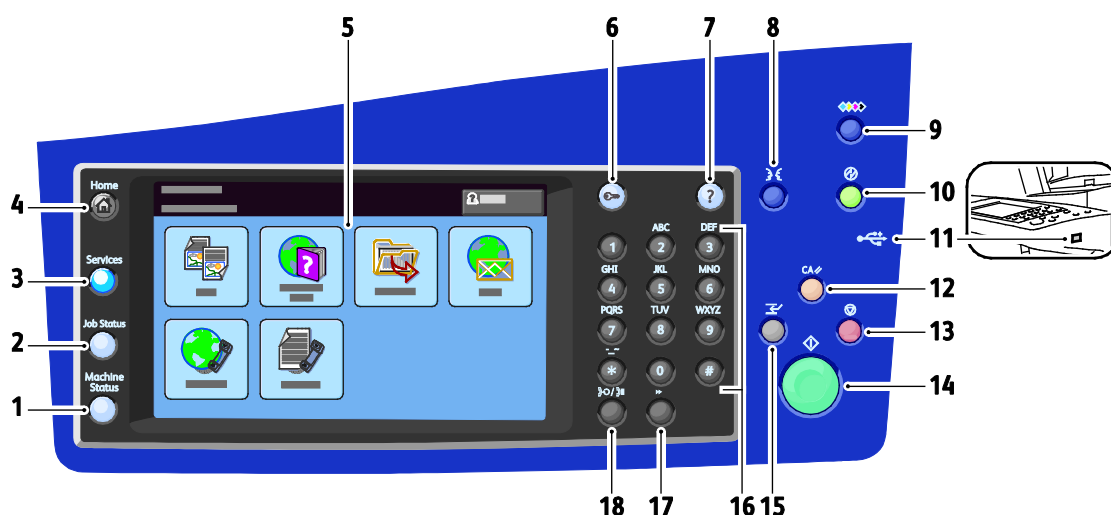 5 6 7 8
9
4 Home
10
11
ABC DEF
1 2 3
3 Services
GHI JKL MNO
4 5 6
CA
12
2 Job Status
PQRS TUV WXYZ
7 8 9
13
1 Machine
Status
* 0 #
14
18 17 16 15
?
?
?